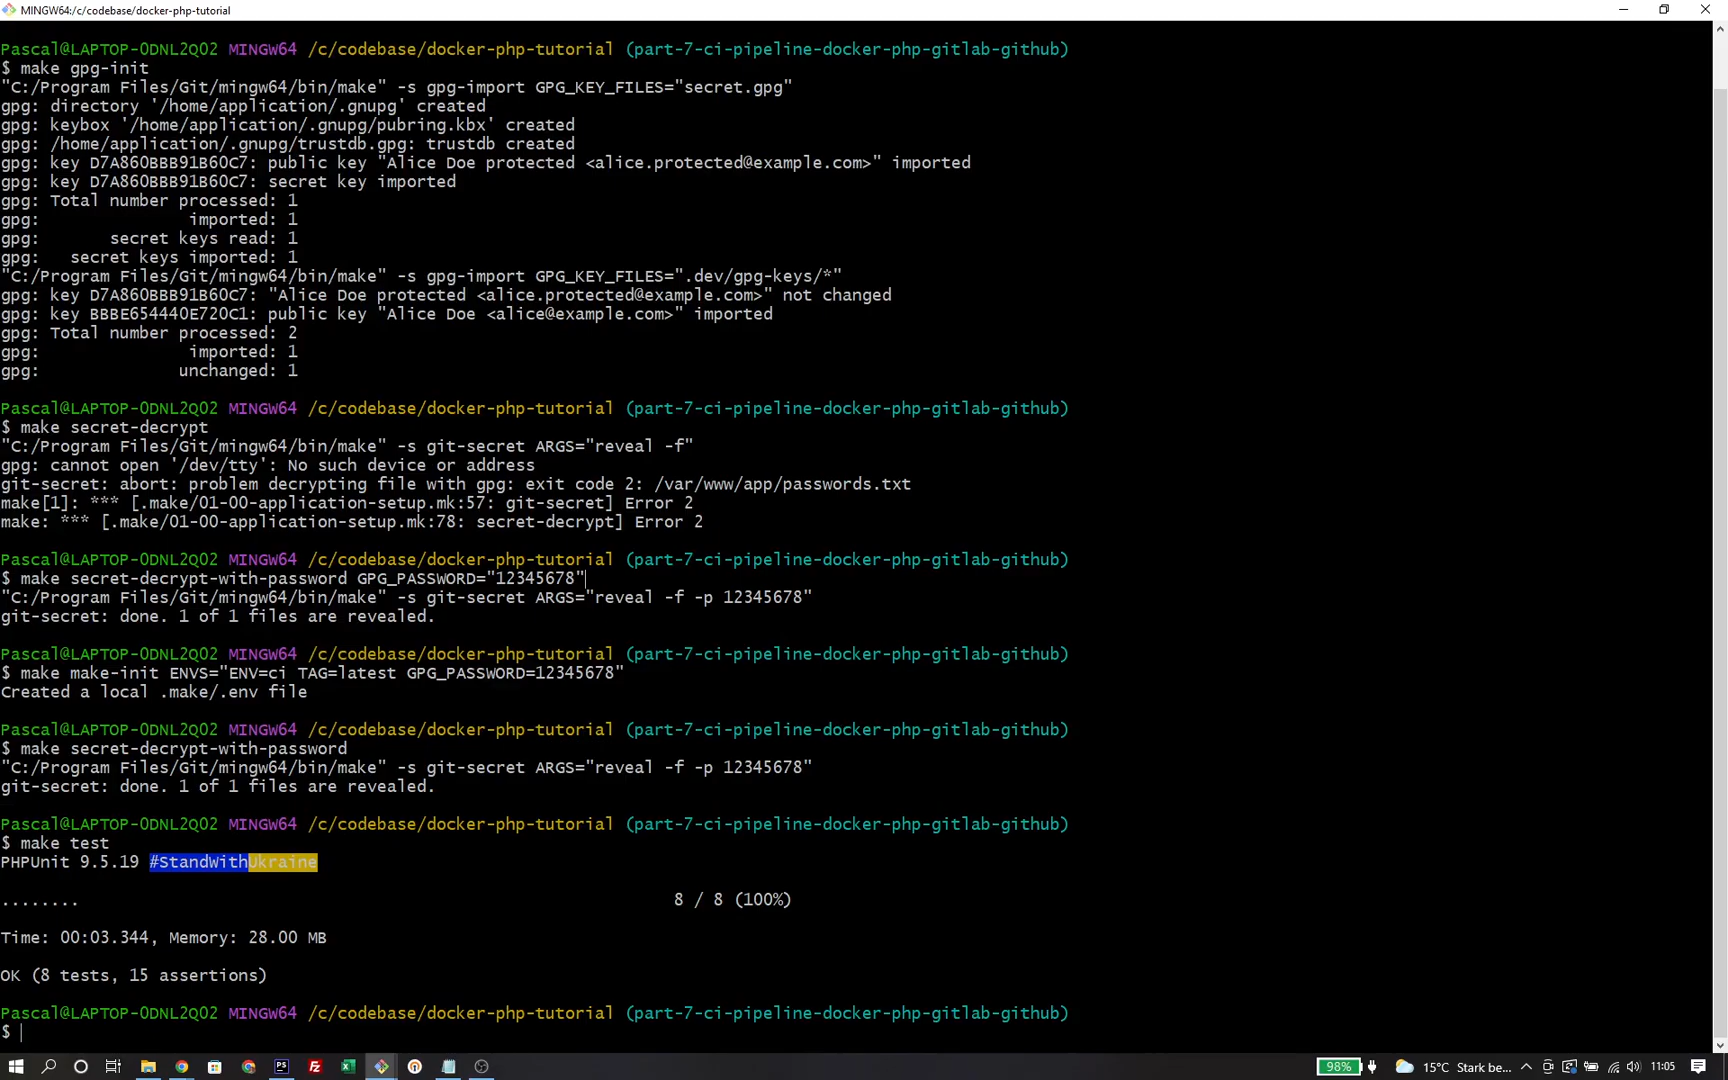 MINGW64:/c/codebase/docker-php-tutorial
Pascal@LAPTOP-0DNL2Q02 MINGW64 /c/codebase/docker-php-tutorial (part-7-ci-pipeline-docker-php-gitlab-github)
$ make gpg-init
"C:/Program Files/Git/mingw64/bin/make" -s gpg-import GPG_KEY_FILES="secret.gpg"
gpg: directory '/home/application/.gnupg' created
gpg: keybox '/home/application/.gnupg/pubring.kbx' created
gpg: /home/application/.gnupg/trustdb.gpg: trustdb created
gpg: key D7A860BBB91B60C7: public key "Alice Doe protected <alice.protected@example.com>" imported
gpg: key D7A860BBB91B60C7: secret key imported
gpg: Total number processed: 1
gpg:               imported: 1
gpg:       secret keys read: 1
gpg:   secret keys imported: 1
"C:/Program Files/Git/mingw64/bin/make" -s gpg-import GPG_KEY_FILES=".dev/gpg-keys/*"
gpg: key D7A860BBB91B60C7: "Alice Doe protected <alice.protected@example.com>" not changed
gpg: key BBBE654440E720C1: public key "Alice Doe <alice@example.com>" imported
gpg: Total number processed: 2
gpg:               imported: 1
gpg:              unchanged: 1
Pascal@LAPTOP-0DNL2Q02 MINGW64 /c/codebase/docker-php-tutorial (part-7-ci-pipeline-docker-php-gitlab-github)
$ make secret-decrypt
"C:/Program Files/Git/mingw64/bin/make" -s git-secret ARGS="reveal -f"
gpg: cannot open '/dev/tty': No such device or address
git-secret: abort: problem decrypting file with gpg: exit code 2: /var/www/app/passwords.txt
make[1]: *** [.make/01-00-application-setup.mk:57: git-secret] Error 2
make: *** [.make/01-00-application-setup.mk:78: secret-decrypt] Error 2
Pascal@LAPTOP-0DNL2Q02 MINGW64 /c/codebase/docker-php-tutorial (part-7-ci-pipeline-docker-php-gitlab-github)
$ make secret-decrypt-with-password GPG_PASSWORD="12345678"
"C:/Program Files/Git/mingw64/bin/make" -s git-secret ARGS="reveal -f -p 12345678"
git-secret: done. 1 of 1 files are revealed.
Pascal@LAPTOP-0DNL2Q02 MINGW64 /c/codebase/docker-php-tutorial (part-7-ci-pipeline-docker-php-gitlab-github)
$ make make-init ENVS="ENV=ci TAG=latest GPG_PASSWORD=12345678"
Created a local .make/.env file
Pascal@LAPTOP-0DNL2Q02 MINGW64 /c/codebase/docker-php-tutorial (part-7-ci-pipeline-docker-php-gitlab-github)
$ make secret-decrypt-with-password
"C:/Program Files/Git/mingw64/bin/make" -s git-secret ARGS="reveal -f -p 12345678"
git-secret: done. 1 of 1 files are revealed.
Pascal@LAPTOP-0DNL2Q02 MINGW64 /c/codebase/docker-php-tutorial (part-7-ci-pipeline-docker-php-gitlab-github)
$ make test
PHPUnit 9.5.19 #StandWithUkraine
........                                                            8 / 8 (100%)
Time: 00:03.344, Memory: 28.00 MB
OK (8 tests, 15 assertions)
Pascal@LAPTOP-0DNL2Q02 MINGW64 /c/codebase/docker-php-tutorial (part-7-ci-pipeline-docker-php-gitlab-github)
$
PS Fz 98% 15°C Stark be... 11:05